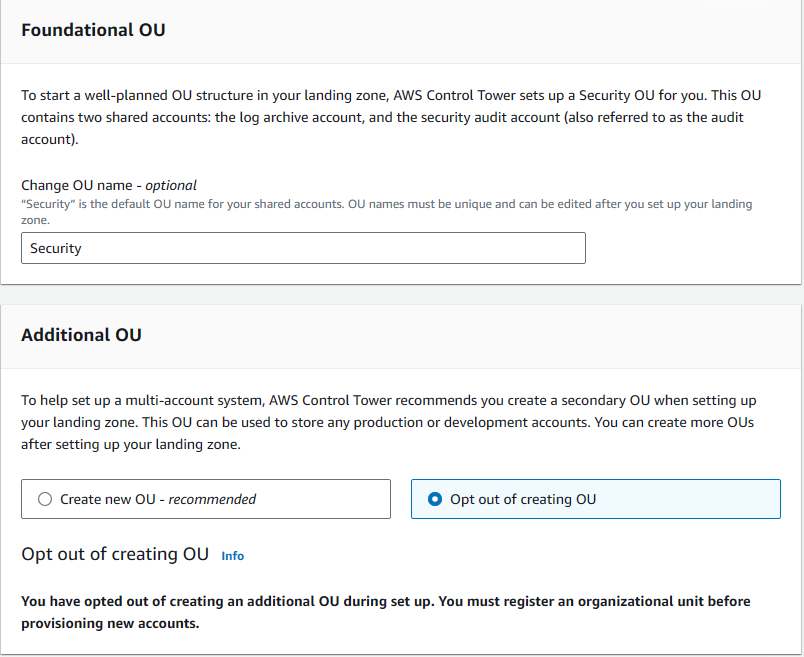 Foundational OU
To start a well-planned OU structure in your landing zone, AWS Control Tower sets up a Security OU for you. This OU
contains two shared accounts: the log archive account, and the security audit account (also referred to as the audit
account).
Change OU name - optional
“Security” is the default OU name for your shared accounts. OU names must be unique and can be edited after you set up your landing
zone.
Security
Additional OU
To help set up a multi-account system, AWS Control Tower recommends you create a secondary OU when setting up
your landing zone. This OU can be used to store any production or development accounts. You can create more OUs
after setting up your landing zone.
Create new OU - recommended
Opt out of creating OU
Opt out of creating OU Info
You have opted out of creating an additional OU during set up. You must register an organizational unit before
provisioning new accounts.